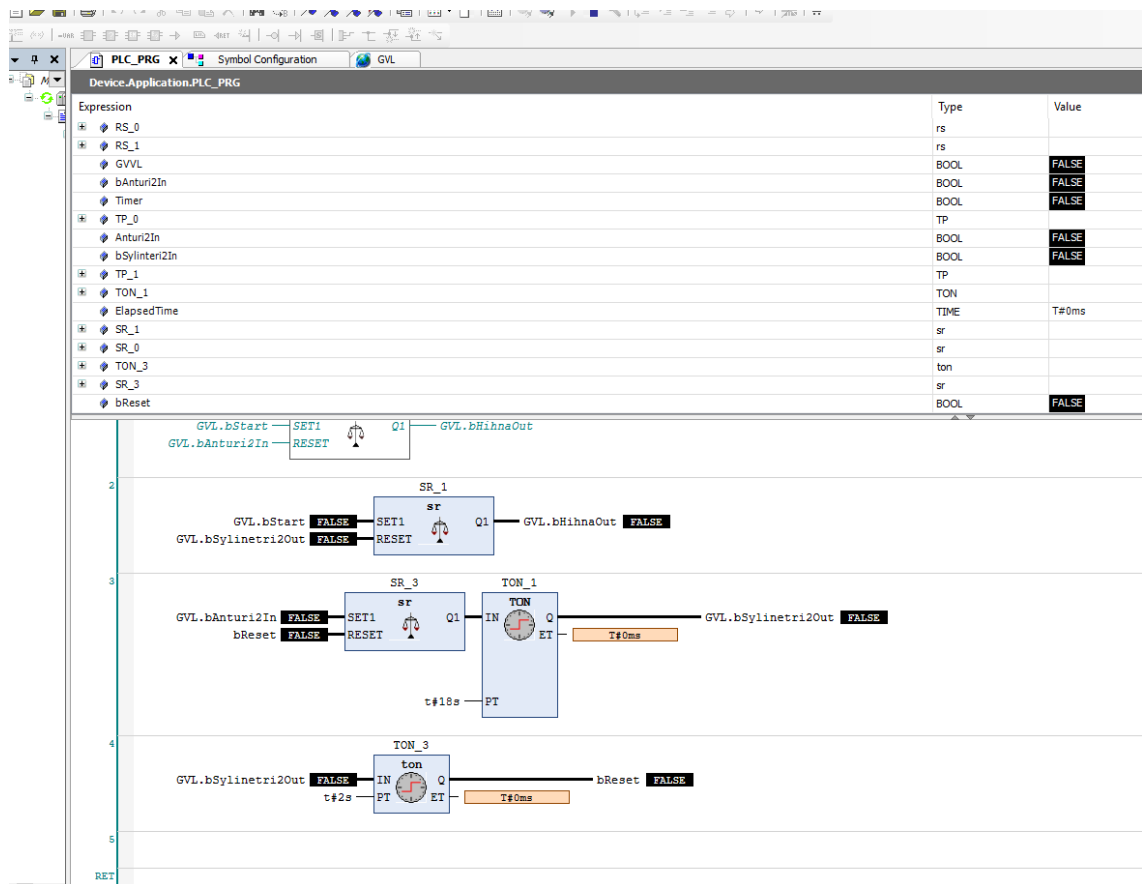 PLC_PRG X Symbol Configuration GVL
Device.Application.PLC_PRG
Expression Type Value
RS_0 rs
RS_1 rs
GVVL BOOL FALSE
bAnturi2In BOOL FALSE
Timer BOOL FALSE
TP_0 TP
Anturi2In BOOL FALSE
bSylinteri2In BOOL FALSE
TP_1 TP
TON_1 TON
ElapsedTime TIME T#0ms
SR_1 sr
SR_0 sr
TON_3 ton
SR_3 sr
bReset BOOL FALSE
GVL.bStart SET1 Q1 GVL.bHihnaOut
GVL.bAnturi2In RESET
2 SR_1
sr
GVL.bStart FALSE SET1 Q1 GVL.bHihnaOut FALSE
GVL.bSylinetri2Out FALSE RESET
3 SR_3 TON_1
sr TON
GVL.bAnturi2In FALSE SET1 Q1 IN Q GVL.bSylinetri2Out FALSE
bReset FALSE RESET ET T#0ms
t#18s PT
4 TON_3
ton
GVL.bSylinetri2Out FALSE IN Q bReset FALSE
t#2s PT ET T#0ms
5
RET